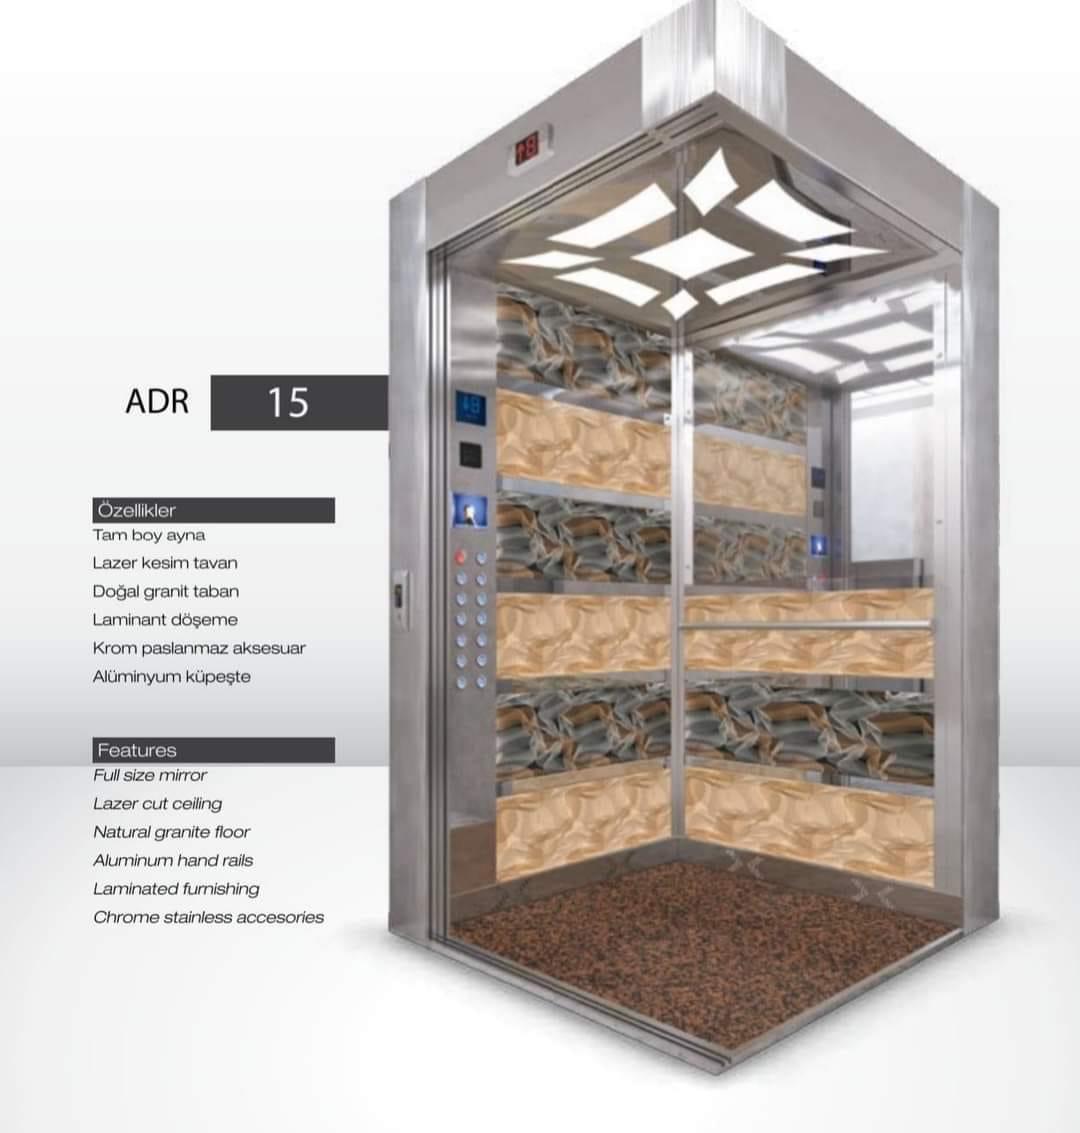 ADR 15
Özellikler
Tam boy ayna
Lazer kesim tavan
Doğal granit taban
Laminant döşeme
Krom paslanmaz aksesuar
Alüminyum küpeşte
Features
Full size mirror
Lazer cut ceiling
Natural granite floor
Aluminum hand rails
Laminated furnishing
Chrome stainless accesories